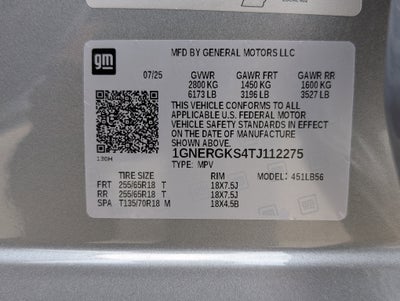 gm
MFD BY GENERAL MOTORS LLC
07/25 GVWR GAWR FRT GAWR RR
2800 KG 1450 KG 1600 KG
6173 LB 3196 LB 3527 LB
THIS VEHICLE CONFORMS TO ALL
APPLICABLE U.S. FEDERAL MOTOR
VEHICLE SAFETY STANDARDS IN EFFECT
ON THE DATE OF MANUFACTURE
SHOWN ABOVE.
1GNERGKS4TJ112275
TYPE: MPV
TIRE SIZE RIM MODEL: 451LB56
FRT 255/65R18 T 18X7.5J
RR 255/65R18 T 18X7.5J
SPA T135/70R18 M 18X4.5B